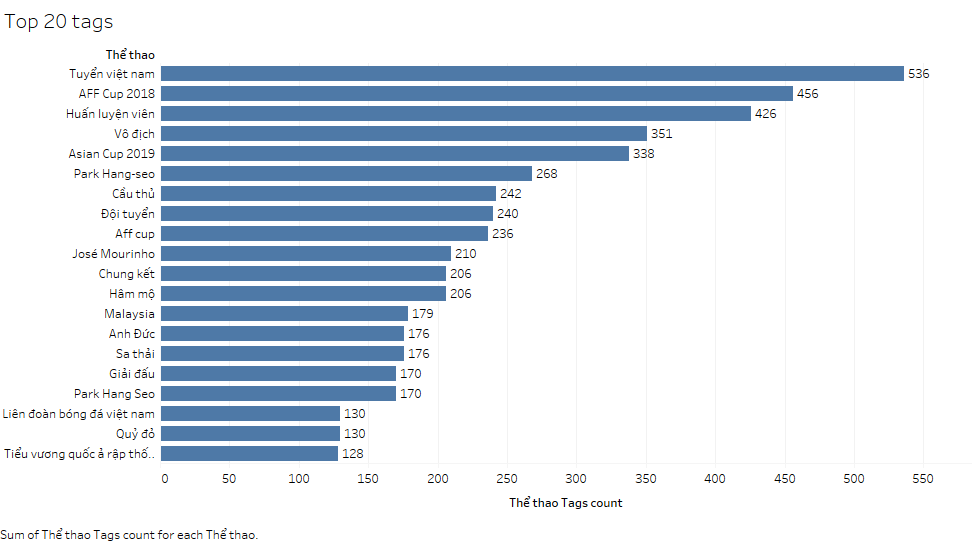 Top 20 tags
Thể thao
Tuyển việt nam 536
AFF Cup 2018 456
Huấn luyện viên 426
Vô địch 351
Asian Cup 2019 338
Park Hang-seo 268
Cầu thủ 242
Đội tuyển 240
Aff cup 236
José Mourinho 210
Chung kết 206
Hâm mộ 206
Malaysia 179
Anh Đức 176
Sa thải 176
Giải đấu 170
Park Hang Seo 170
Liên đoàn bóng đá việt nam 130
Quỷ đỏ 130
Tiểu vương quốc ả rập thố.. 128
0 50 100 150 200 250 300 350 400 450 500 550
Thể thao Tags count
Sum of Thể thao Tags count for each Thể thao.